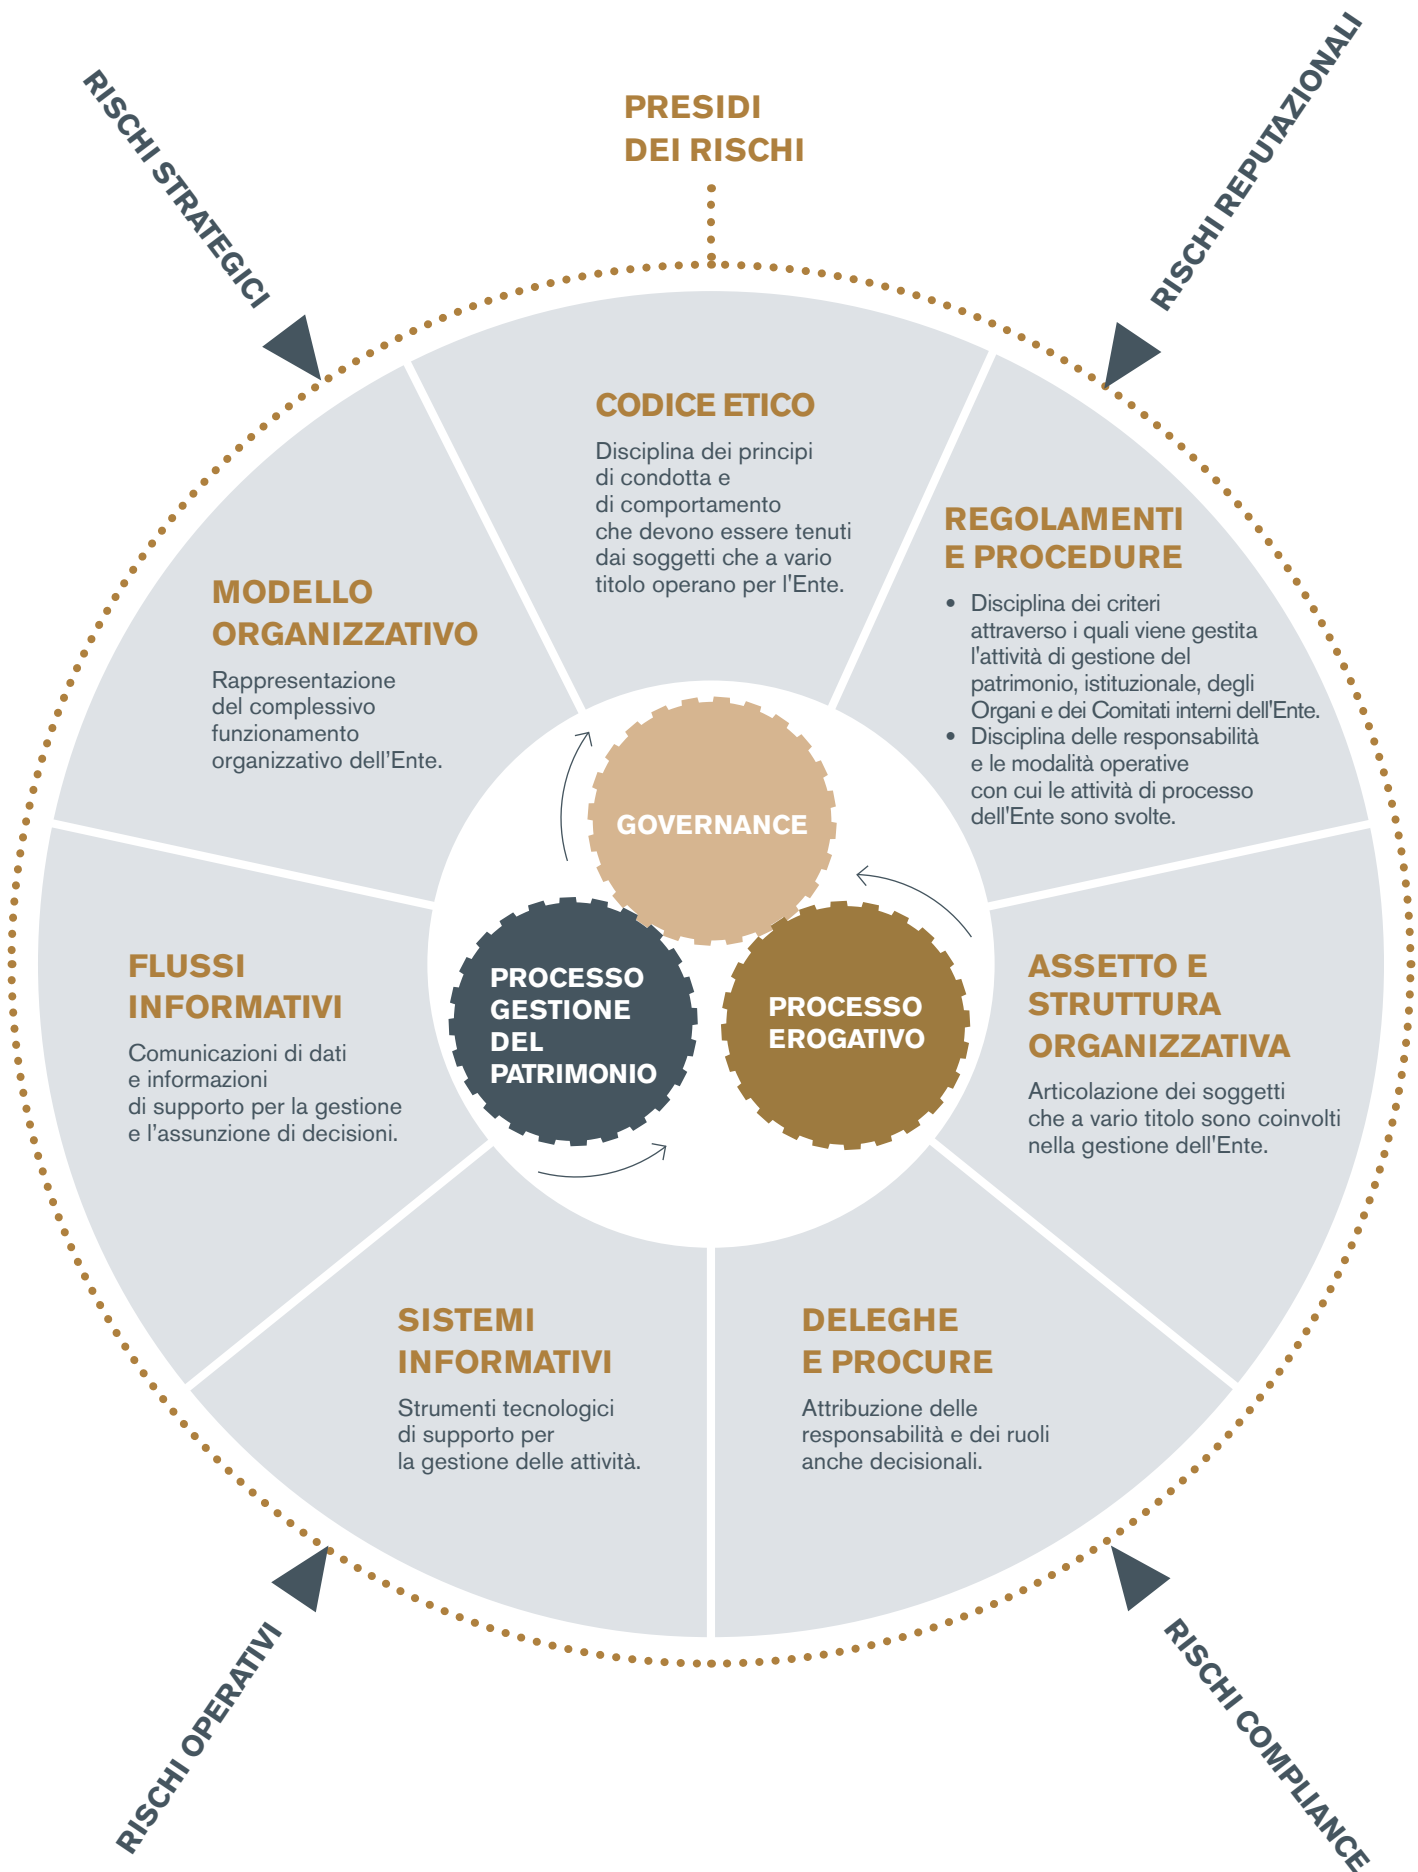 RISCHI STRATEGICI
PRESIDI
DEI RISCHI
RISCHI REPUTAZIONALI
CODICE ETICO
Disciplina dei principi
di condotta e
di comportamento
che devono essere tenuti
dai soggetti che a vario
titolo operano per l'Ente.
REGOLAMENTI
E PROCEDURE
• Disciplina dei criteri
attraverso i quali viene gestita
l'attività di gestione del
patrimonio, istituzionale, degli
Organi e dei Comitati interni dell'Ente.
• Disciplina delle responsabilità
e le modalità operative
con cui le attività di processo
dell'Ente sono svolte.
MODELLO
ORGANIZZATIVO
Rappresentazione
del complessivo
funzionamento
organizzativo dell’Ente.
GOVERNANCE
PROCESSO
GESTIONE
DEL
PATRIMONIO
PROCESSO
EROGATIVO
FLUSSI
INFORMATIVI
Comunicazioni di dati
e informazioni
di supporto per la gestione
e l’assunzione di decisioni.
ASSETTO E
STRUTTURA
ORGANIZZATIVA
Articolazione dei soggetti
che a vario titolo sono coinvolti
nella gestione dell'Ente.
SISTEMI
INFORMATIVI
Strumenti tecnologici
di supporto per
la gestione delle attività.
DELEGHE
E PROCURE
Attribuzione delle
responsabilità e dei ruoli
anche decisionali.
RISCHI OPERATIVI
RISCHI COMPLIANCE